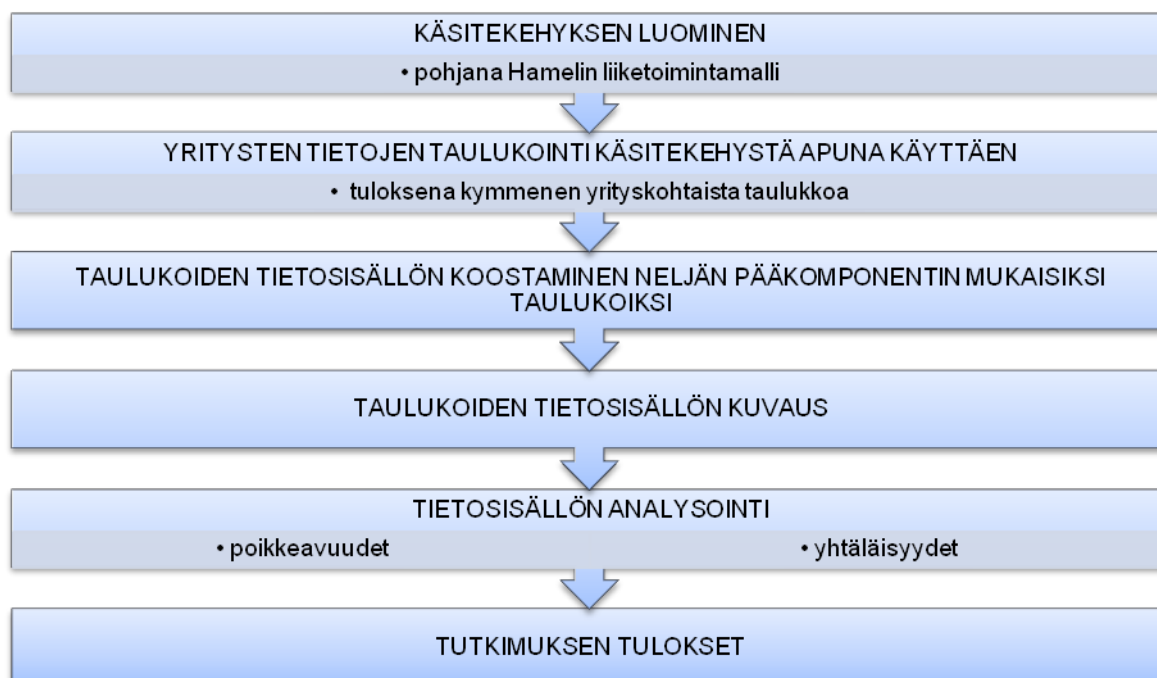 KÄSITEKEHYKSEN LUOMINEN
• pohjana Hamelin liiketoimintamalli
YRITYSTEN TIETOJEN TAULUKOINTI KÄSITEKEHYSTÄ APUNA KÄYTTÄEN
• tuloksena kymmenen yrityskohtaista taulukkoa
TAULUKOIDEN TIETOSISÄLLÖN KOOSTAMINEN NELJÄN PÄÄKOMPONENTIN MUKAISIKSI
TAULUKOIKSI
TAULUKOIDEN TIETOSISÄLLÖN KUVAUS
TIETOSISÄLLÖN ANALYSOINTI
• poikkeavuudet • yhtäläisyydet
TUTKIMUKSEN TULOKSET